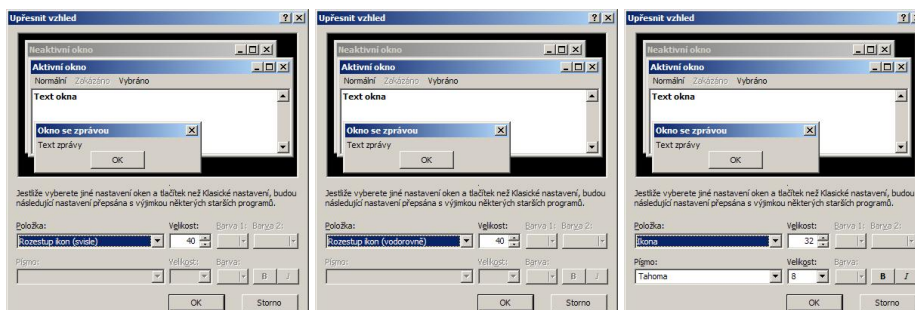 Upřesnit vzhled
Neaktivní okno
Aktivní okno
Normální Zakázáno Vybráno
Text okna
Okno se zprávou
Text zprávy
OK
Jestliže vyberete jiné nastavení oken a tlačítek než Klasické nastavení, budou
následující nastavení přepsána s výjimkou některých starších programů.
Položka: Velikost: Barva 1: Barva 2:
Rozestup ikon (svisle) 40
Písmo: Velikost: Barva:
B I
OK Storno
Upřesnit vzhled
Neaktivní okno
Aktivní okno
Normální Zakázáno Vybráno
Text okna
Okno se zprávou
Text zprávy
OK
Jestliže vyberete jiné nastavení oken a tlačítek než Klasické nastavení, budou
následující nastavení přepsána s výjimkou některých starších programů.
Položka: Velikost: Barva 1: Barva 2:
Rozestup ikon (vodorovně) 40
Písmo: Velikost: Barva:
B I
OK Storno
Upřesnit vzhled
Neaktivní okno
Aktivní okno
Normální Zakázáno Vybráno
Text okna
Okno se zprávou
Text zprávy
OK
Jestliže vyberete jiné nastavení oken a tlačítek než Klasické nastavení, budou
následující nastavení přepsána s výjimkou některých starších programů.
Položka: Velikost: Barva 1: Barva 2:
Ikona 32
Písmo: Velikost: Barva:
Tahoma 8 B I
OK Storno